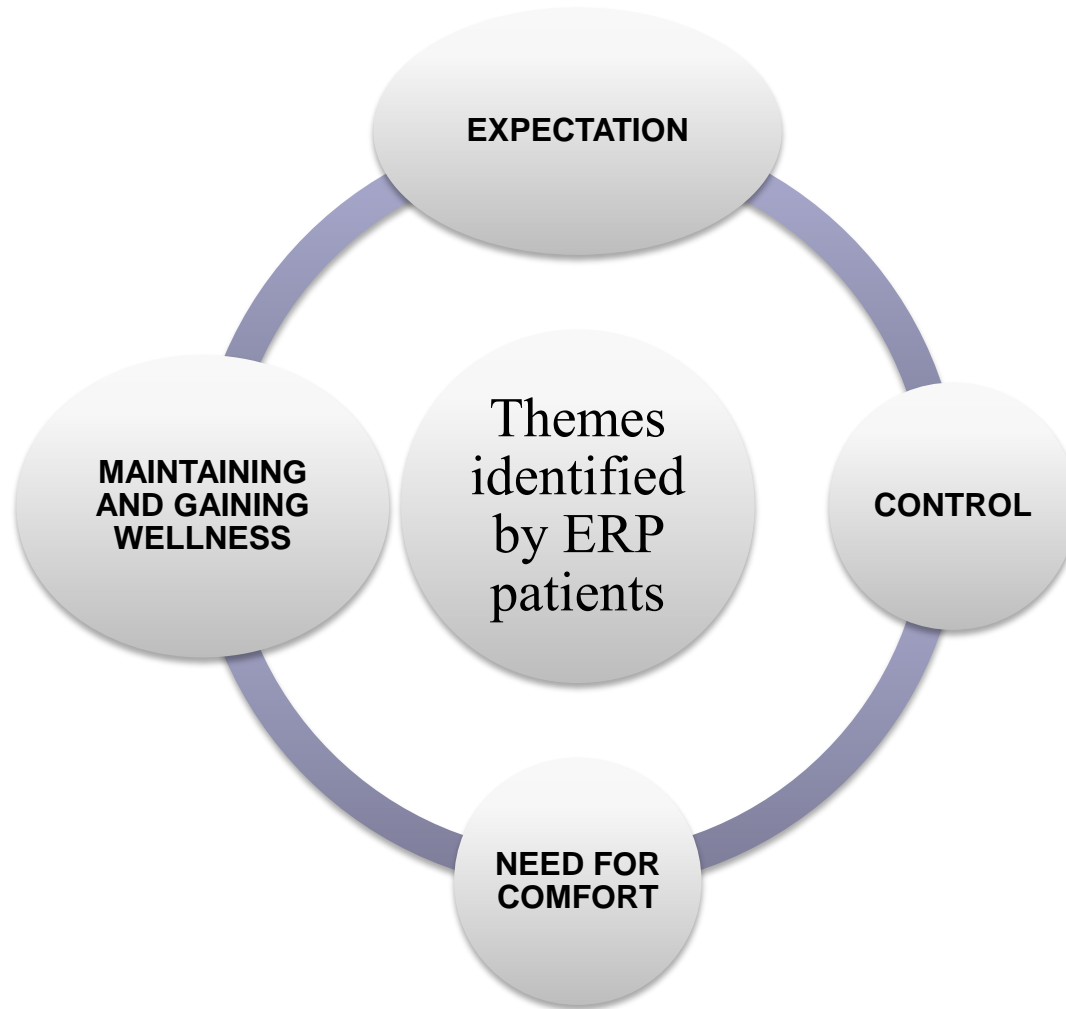 EXPECTATION
MAINTAINING
AND GAINING
WELLNESS
Themes
identified
by ERP
patients
CONTROL
NEED FOR
COMFORT